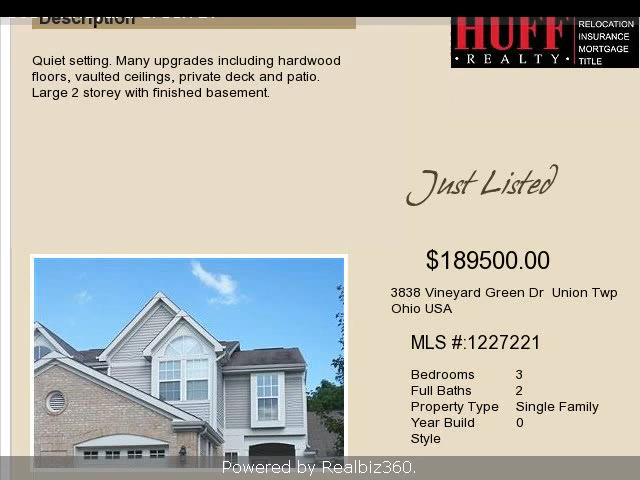 Description
HUFF
·REALTY·
RELOCATION
INSURANCE
MORTGAGE
TITLE
Quiet setting. Many upgrades including hardwood
floors, vaulted ceilings, private deck and patio.
Large 2 storey with finished basement.
Just Listed
$189500.00
3838 Vineyard Green Dr Union Twp
Ohio USA
MLS #:1227221
Bedrooms 3
Full Baths 2
Property Type Single Family
Year Build 0
Style
Powered by Realbiz360.